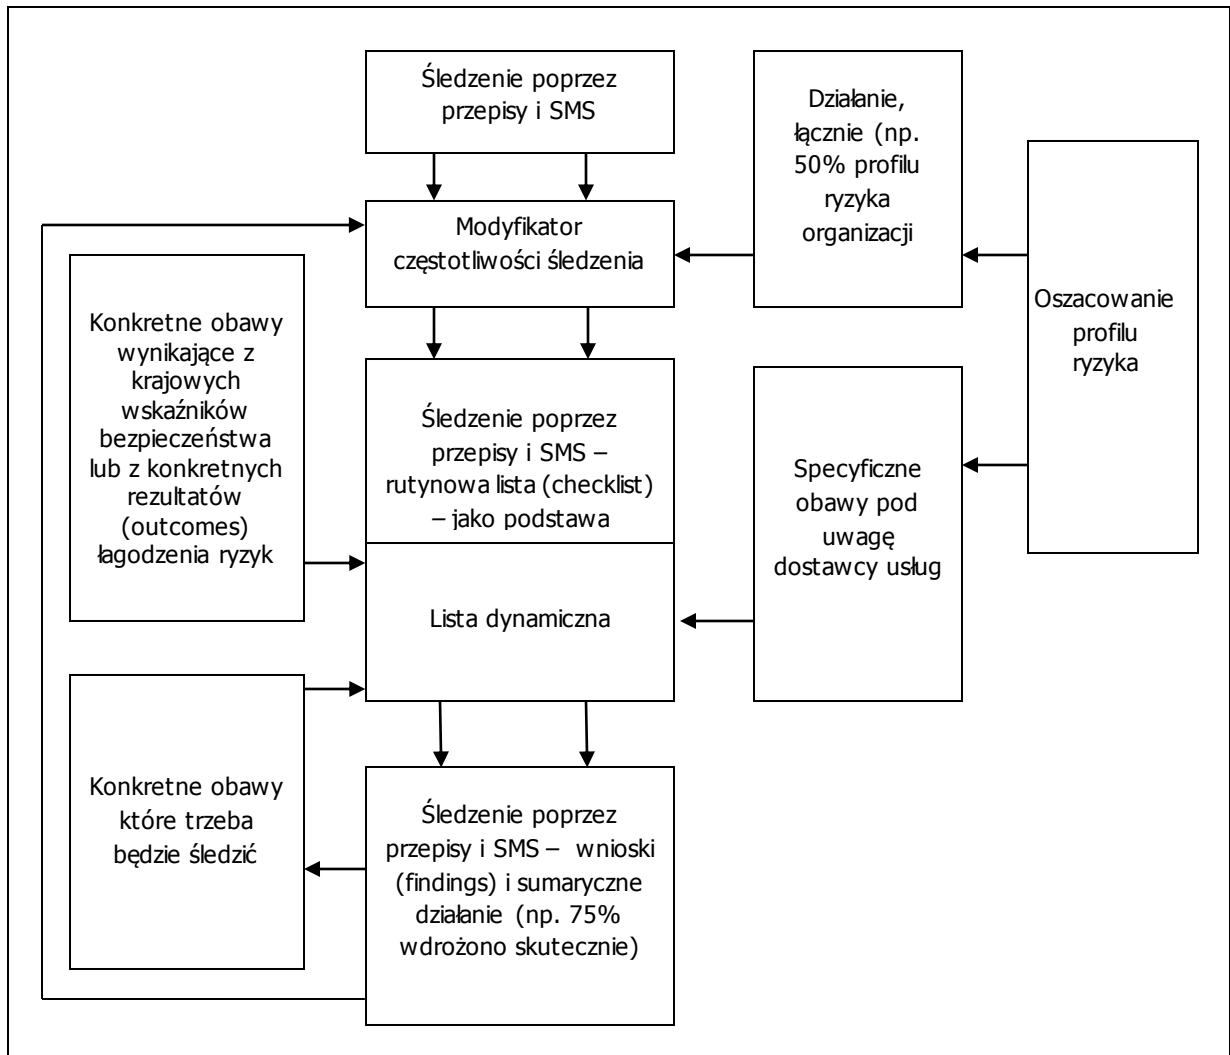 Śledzenie poprzez
przepisy i SMS
Działanie,
łącznie (np.
50% profilu
ryzyka
organizacji
Modyfikator
częstotliwości śledzenia
Oszacowanie
profilu
ryzyka
Konkretne obawy
wynikające z
krajowych
wskaźników
bezpieczeństwa
lub z konkretnych
rezultatów
(outcomes)
łagodzenia ryzyk
Śledzenie poprzez
przepisy i SMS –
rutynowa lista (checklist)
– jako podstawa
Specyficzne
obawy pod
uwagę
dostawcy usług
Lista dynamiczna
Konkretne obawy
które trzeba
będzie śledzić
Śledzenie poprzez
przepisy i SMS – wnioski
(findings) i sumaryczne
działanie (np. 75%
wdrożono skutecznie)